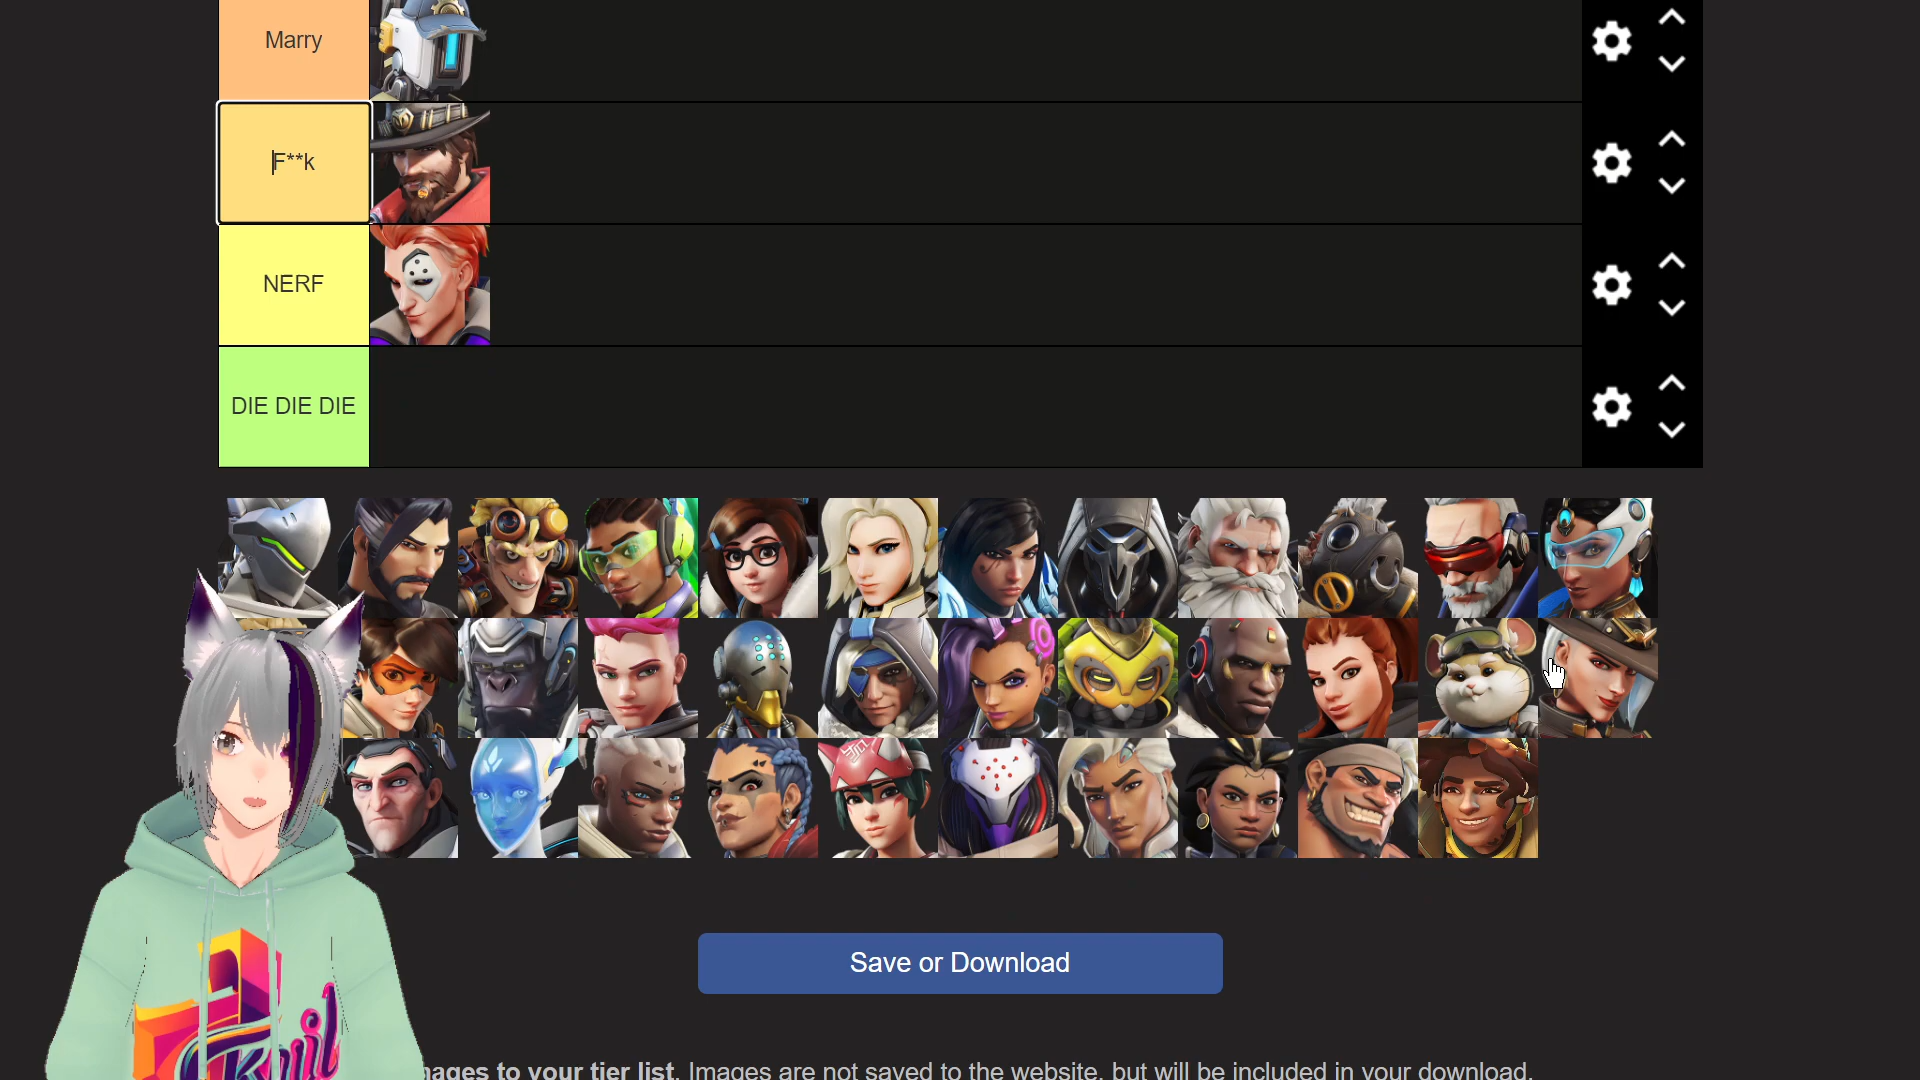 Marry
F**k
NERF
DIE DIE DIE
Save or Download
mages to your tier list. Images are not saved to the website, but will be included in your download.